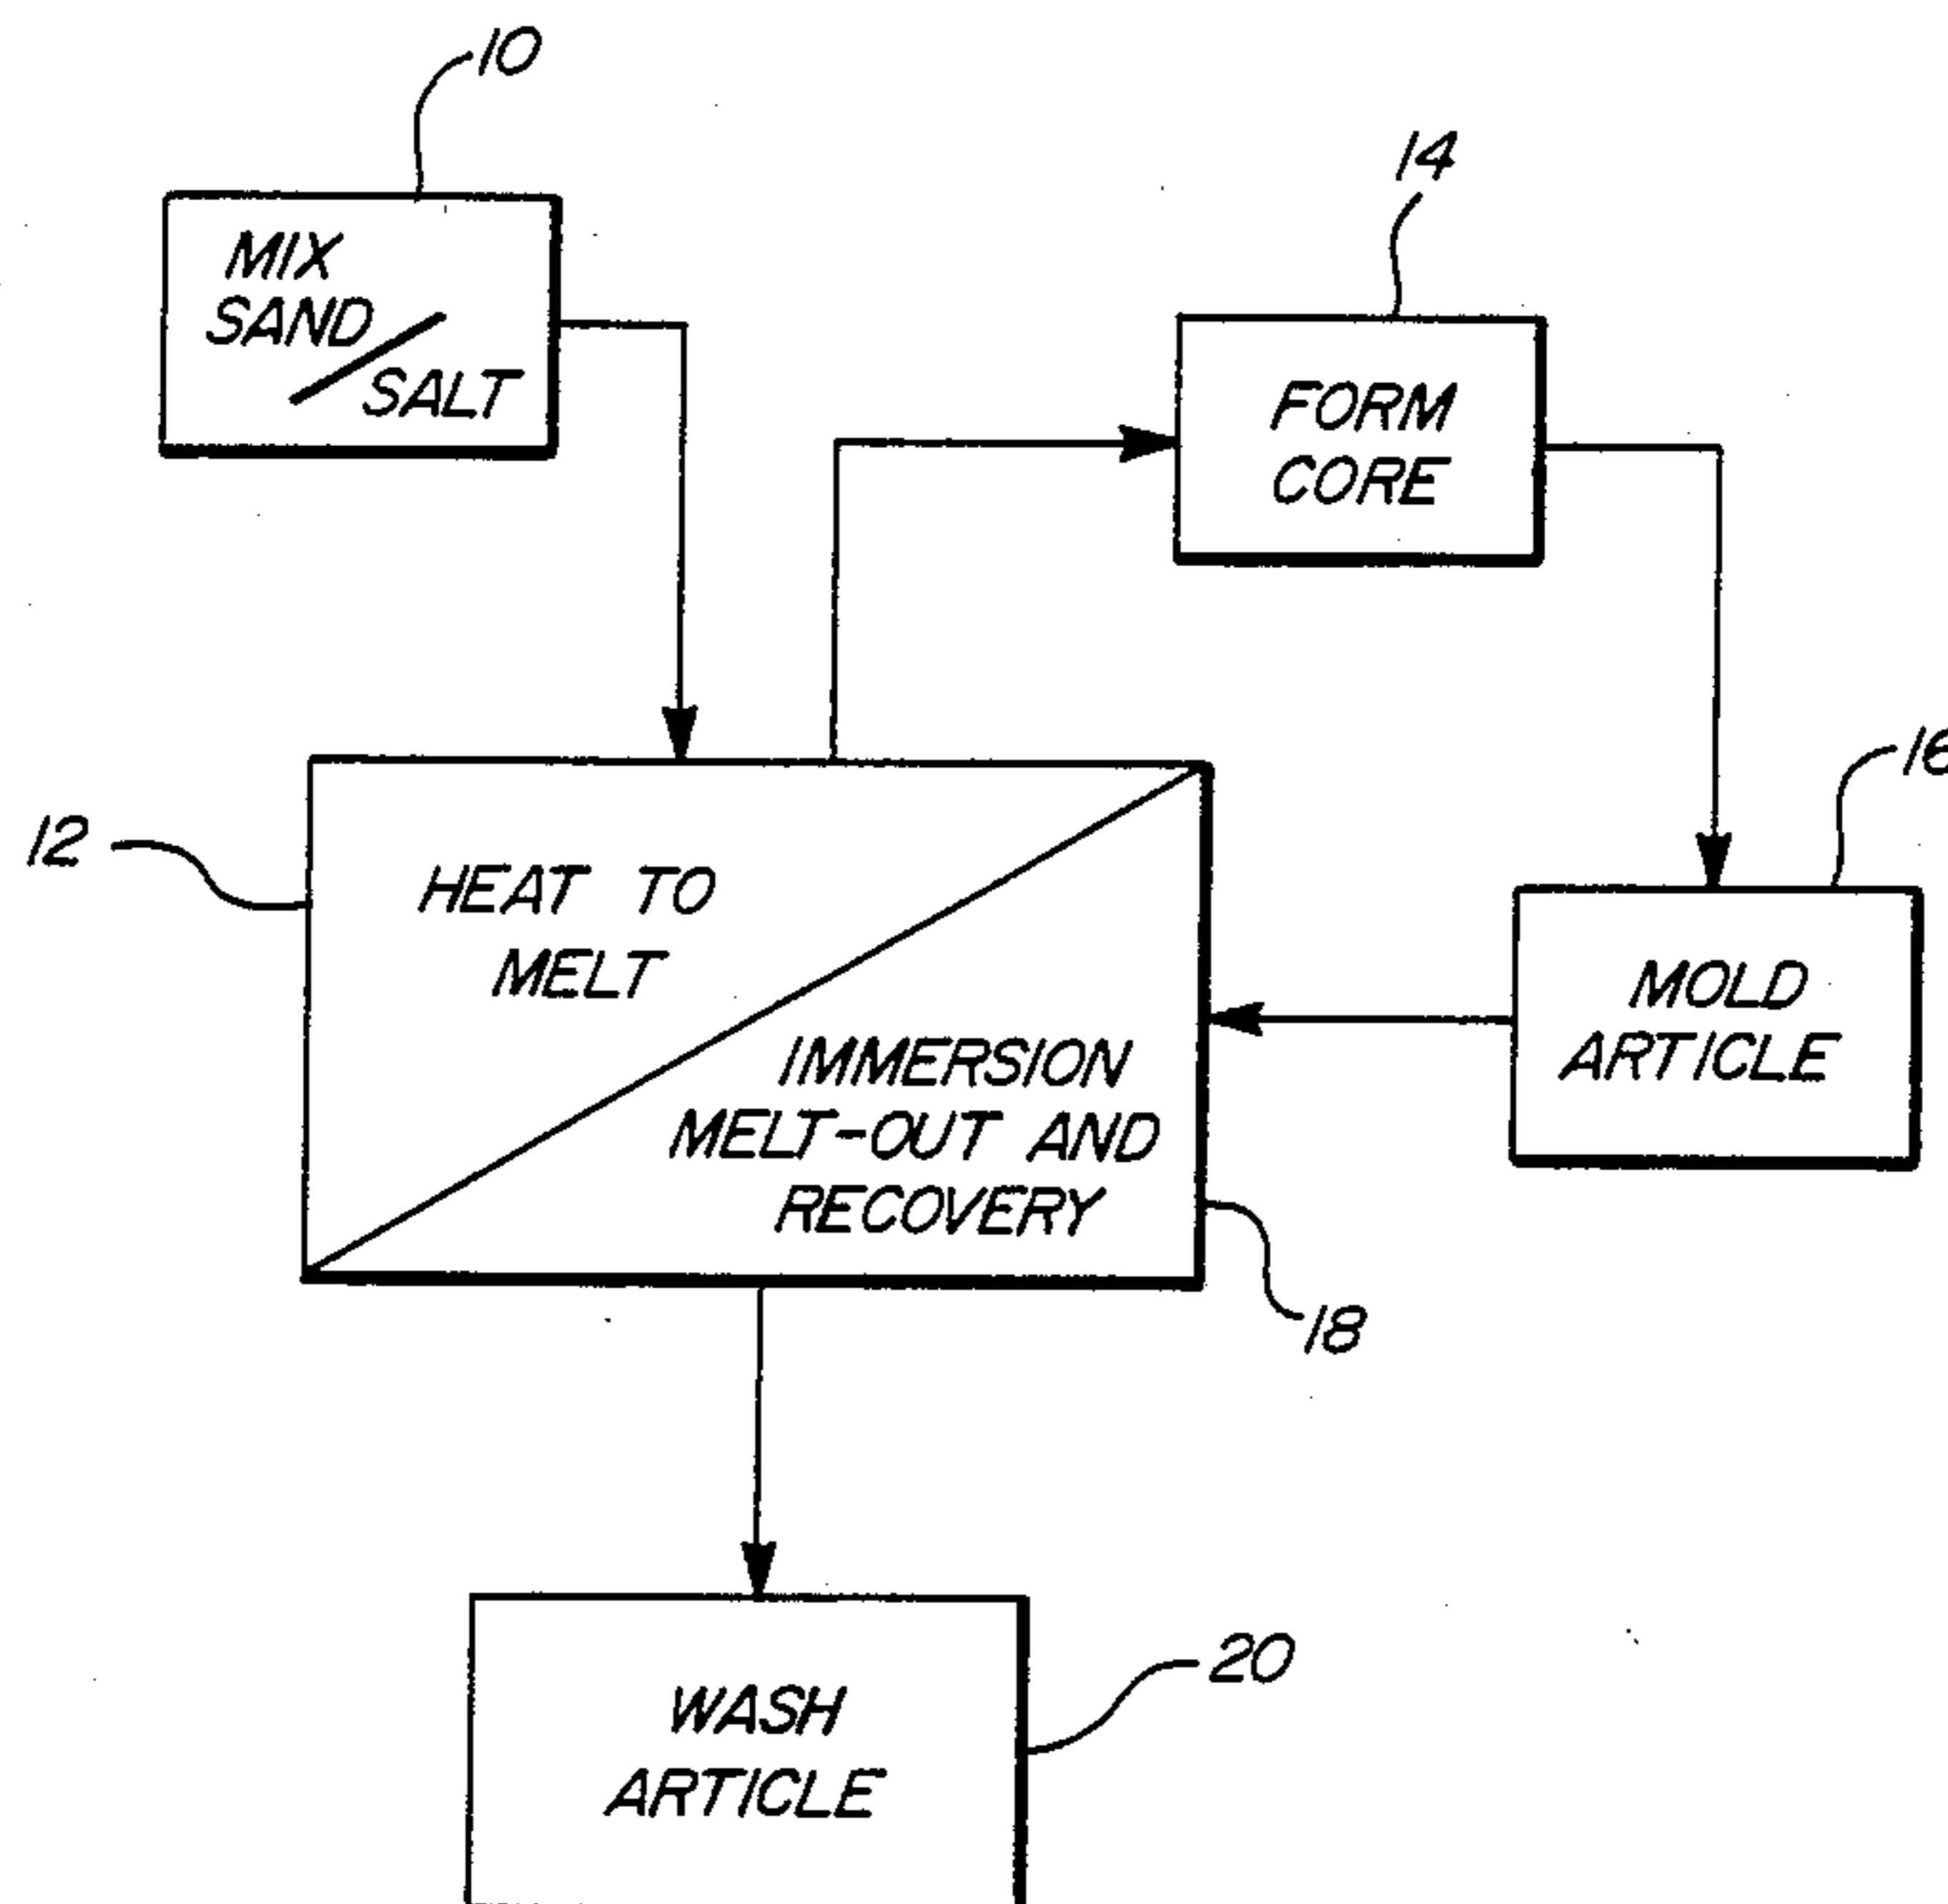 10
MIX
SAND
/ SALT
14
FORM
CORE
16
12
HEAT TO
MELT
MOLD
ARTICLE
IMMERSION
MELT-OUT AND
RECOVERY
18
20
WASH
ARTICLE